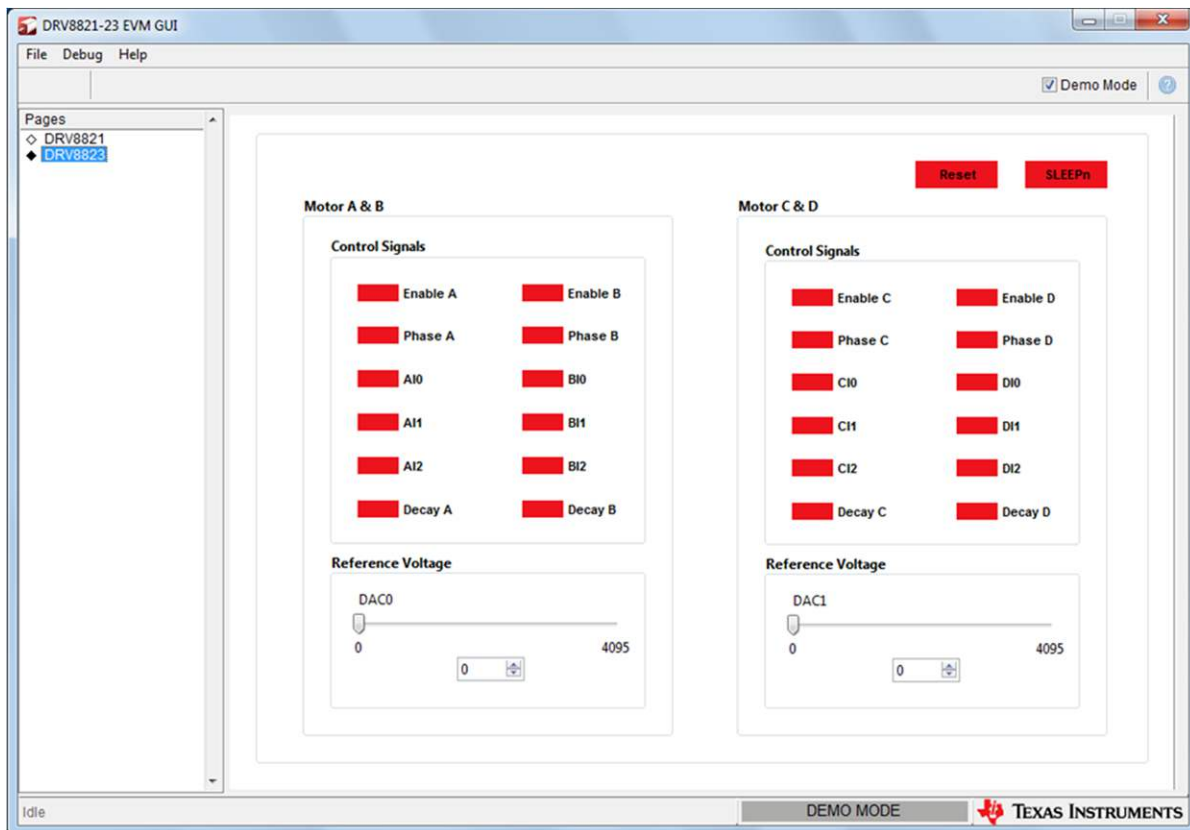 DRV8821-23 EVM GUI
File Debug Help
Demo Mode
Pages
DRV8821
DRV8823
Reset SLEEPn
Motor A & B
Control Signals
Enable A Enable B
Phase A Phase B
AI0 BI0
AI1 BI1
AI2 BI2
Decay A Decay B
Reference Voltage
DAC0
0 4095
0
Motor C & D
Control Signals
Enable C Enable D
Phase C Phase D
CI0 DI0
CI1 DI1
CI2 DI2
Decay C Decay D
Reference Voltage
DAC1
0 4095
0
Idle
DEMO MODE
TEXAS INSTRUMENTS